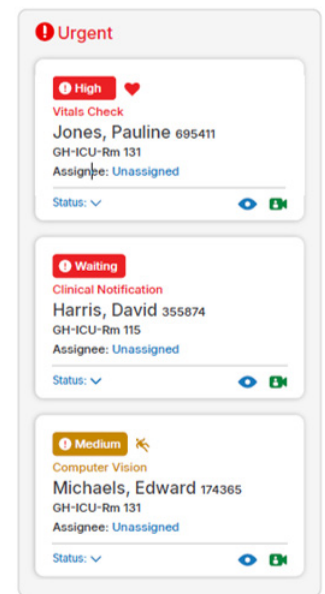 Urgent
High
Vitals Check
Jones, Pauline 695411
GH-ICU-Rm 131
Assignee: Unassigned
Status:
Waiting
Clinical Notification
Harris, David 355874
GH-ICU-Rm 115
Assignee: Unassigned
Status:
Medium
Computer Vision
Michaels, Edward 174365
GH-ICU-Rm 131
Assignee: Unassigned
Status: